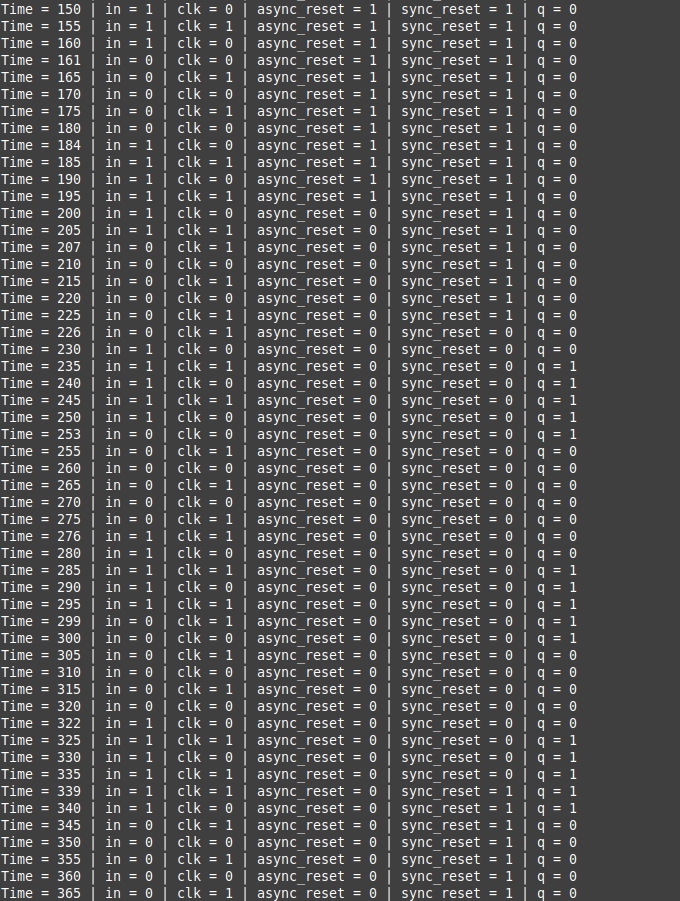 Time = 150 | in = 1 | clk = 0 | async_reset = 1 | sync_reset = 1 | q = 0
Time = 155 | in = 1 | clk = 1 | async_reset = 1 | sync_reset = 1 | q = 0
Time = 160 | in = 1 | clk = 0 | async_reset = 1 | sync_reset = 1 | q = 0
Time = 161 | in = 0 | clk = 0 | async_reset = 1 | sync_reset = 1 | q = 0
Time = 165 | in = 0 | clk = 1 | async_reset = 1 | sync_reset = 1 | q = 0
Time = 170 | in = 0 | clk = 0 | async_reset = 1 | sync_reset = 1 | q = 0
Time = 175 | in = 0 | clk = 1 | async_reset = 1 | sync_reset = 1 | q = 0
Time = 180 | in = 0 | clk = 0 | async_reset = 1 | sync_reset = 1 | q = 0
Time = 184 | in = 1 | clk = 0 | async_reset = 1 | sync_reset = 1 | q = 0
Time = 185 | in = 1 | clk = 1 | async_reset = 1 | sync_reset = 1 | q = 0
Time = 190 | in = 1 | clk = 0 | async_reset = 1 | sync_reset = 1 | q = 0
Time = 195 | in = 1 | clk = 1 | async_reset = 1 | sync_reset = 1 | q = 0
Time = 200 | in = 1 | clk = 0 | async_reset = 0 | sync_reset = 1 | q = 0
Time = 205 | in = 1 | clk = 1 | async_reset = 0 | sync_reset = 1 | q = 0
Time = 207 | in = 0 | clk = 1 | async_reset = 0 | sync_reset = 1 | q = 0
Time = 210 | in = 0 | clk = 0 | async_reset = 0 | sync_reset = 1 | q = 0
Time = 215 | in = 0 | clk = 1 | async_reset = 0 | sync_reset = 1 | q = 0
Time = 220 | in = 0 | clk = 0 | async_reset = 0 | sync_reset = 1 | q = 0
Time = 225 | in = 0 | clk = 1 | async_reset = 0 | sync_reset = 1 | q = 0
Time = 226 | in = 0 | clk = 1 | async_reset = 0 | sync_reset = 0 | q = 0
Time = 230 | in = 1 | clk = 0 | async_reset = 0 | sync_reset = 0 | q = 0
Time = 235 | in = 1 | clk = 1 | async_reset = 0 | sync_reset = 0 | q = 1
Time = 240 | in = 1 | clk = 0 | async_reset = 0 | sync_reset = 0 | q = 1
Time = 245 | in = 1 | clk = 1 | async_reset = 0 | sync_reset = 0 | q = 1
Time = 250 | in = 1 | clk = 0 | async_reset = 0 | sync_reset = 0 | q = 1
Time = 253 | in = 0 | clk = 0 | async_reset = 0 | sync_reset = 0 | q = 1
Time = 255 | in = 0 | clk = 1 | async_reset = 0 | sync_reset = 0 | q = 0
Time = 260 | in = 0 | clk = 0 | async_reset = 0 | sync_reset = 0 | q = 0
Time = 265 | in = 0 | clk = 1 | async_reset = 0 | sync_reset = 0 | q = 0
Time = 270 | in = 0 | clk = 0 | async_reset = 0 | sync_reset = 0 | q = 0
Time = 275 | in = 0 | clk = 1 | async_reset = 0 | sync_reset = 0 | q = 0
Time = 276 | in = 1 | clk = 1 | async_reset = 0 | sync_reset = 0 | q = 0
Time = 280 | in = 1 | clk = 0 | async_reset = 0 | sync_reset = 0 | q = 0
Time = 285 | in = 1 | clk = 1 | async_reset = 0 | sync_reset = 0 | q = 1
Time = 290 | in = 1 | clk = 0 | async_reset = 0 | sync_reset = 0 | q = 1
Time = 295 | in = 1 | clk = 1 | async_reset = 0 | sync_reset = 0 | q = 1
Time = 299 | in = 0 | clk = 1 | async_reset = 0 | sync_reset = 0 | q = 1
Time = 300 | in = 0 | clk = 0 | async_reset = 0 | sync_reset = 0 | q = 1
Time = 305 | in = 0 | clk = 1 | async_reset = 0 | sync_reset = 0 | q = 0
Time = 310 | in = 0 | clk = 0 | async_reset = 0 | sync_reset = 0 | q = 0
Time = 315 | in = 0 | clk = 1 | async_reset = 0 | sync_reset = 0 | q = 0
Time = 320 | in = 0 | clk = 0 | async_reset = 0 | sync_reset = 0 | q = 0
Time = 322 | in = 1 | clk = 0 | async_reset = 0 | sync_reset = 0 | q = 0
Time = 325 | in = 1 | clk = 1 | async_reset = 0 | sync_reset = 0 | q = 1
Time = 330 | in = 1 | clk = 0 | async_reset = 0 | sync_reset = 0 | q = 1
Time = 335 | in = 1 | clk = 1 | async_reset = 0 | sync_reset = 0 | q = 1
Time = 339 | in = 1 | clk = 1 | async_reset = 0 | sync_reset = 1 | q = 1
Time = 340 | in = 1 | clk = 0 | async_reset = 0 | sync_reset = 1 | q = 1
Time = 345 | in = 0 | clk = 1 | async_reset = 0 | sync_reset = 1 | q = 0
Time = 350 | in = 0 | clk = 0 | async_reset = 0 | sync_reset = 1 | q = 0
Time = 355 | in = 0 | clk = 1 | async_reset = 0 | sync_reset = 1 | q = 0
Time = 360 | in = 0 | clk = 0 | async_reset = 0 | sync_reset = 1 | q = 0
Time = 365 | in = 0 | clk = 1 | async_reset = 0 | sync_reset = 1 | q = 0